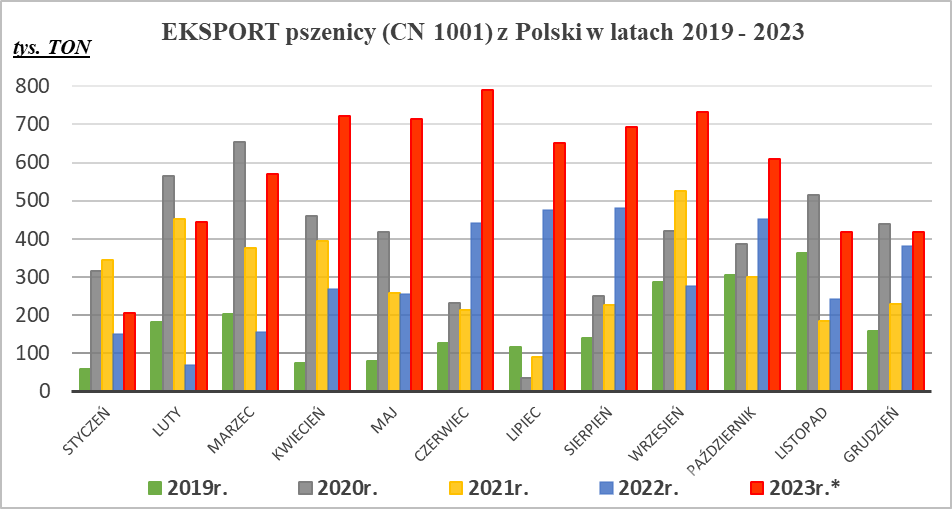 EKSPORT pszenicy (CN 1001) z Polski w latach 2019 - 2023
tys. TON
800
700
600
500
400
300
200
100
0
STYCZEŃ
LUTY
MARZEC
KWIECIEŃ
MAJ
CZERWIEC
LIPIEC
SIERPIEŃ
WRZESIEŃ
PAŹDZIERNIK
LISTOPAD
GRUDZIEŃ
2019r. 2020r. 2021r. 2022r. 2023r.*